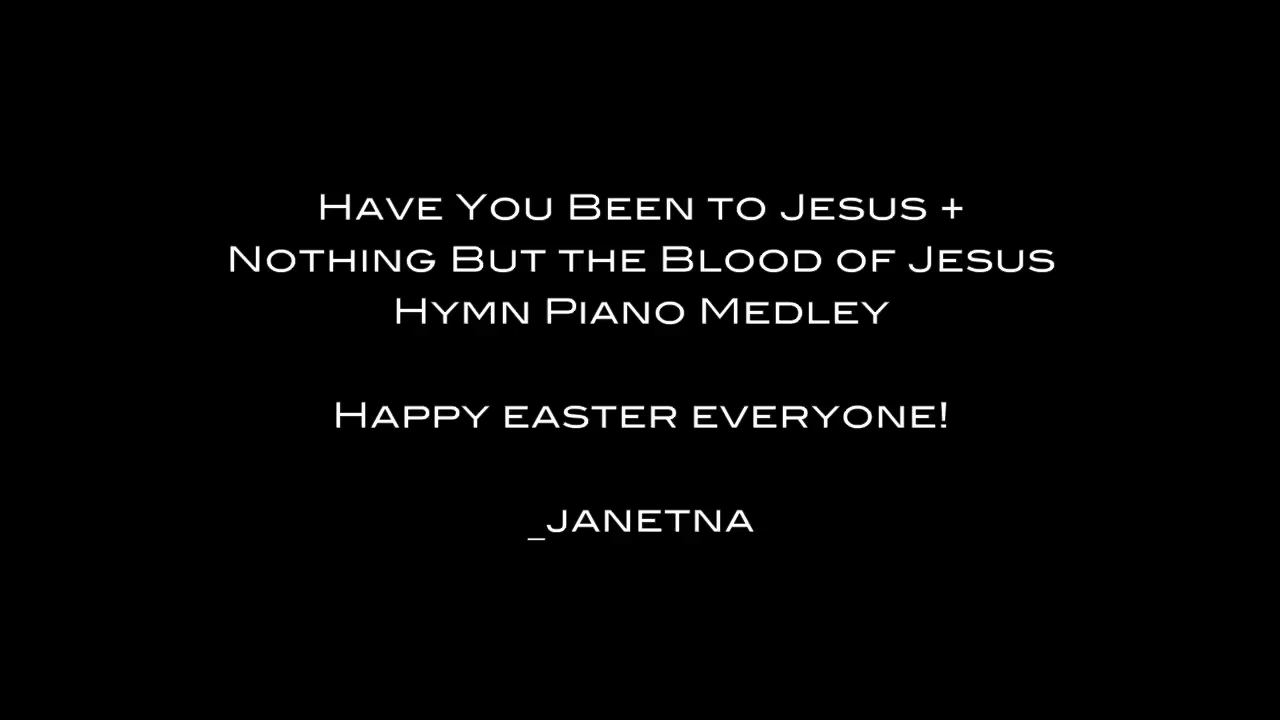 Have You Been to Jesus +
Nothing But the Blood of Jesus
Hymn Piano Medley
Happy easter everyone!
_janetna